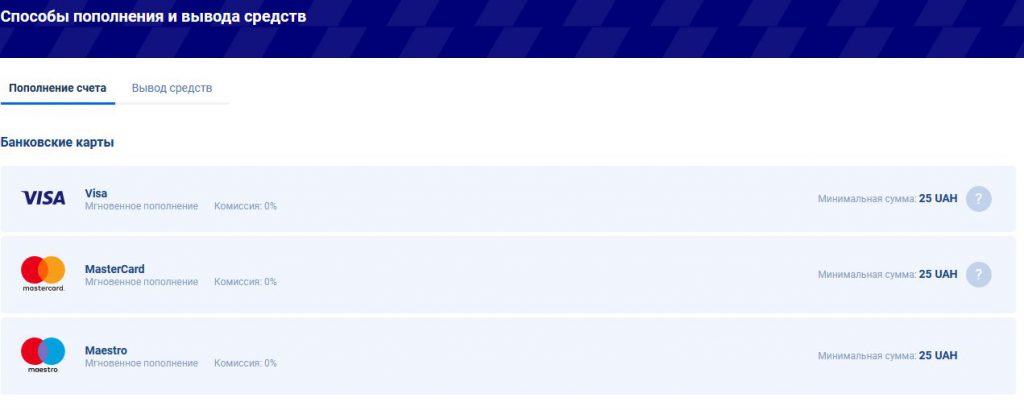 Способы пополнения и вывода средств
Пополнение счета Вывод средств
Банковские карты
VISA
Visa
Мгновенное пополнение Комиссия: 0%
Минимальная сумма: 25 UAH ?
mastercard.
MasterCard
Мгновенное пополнение Комиссия: 0%
Минимальная сумма: 25 UAH ?
maestro
Maestro
Мгновенное пополнение Комиссия: 0%
Минимальная сумма: 25 UAH